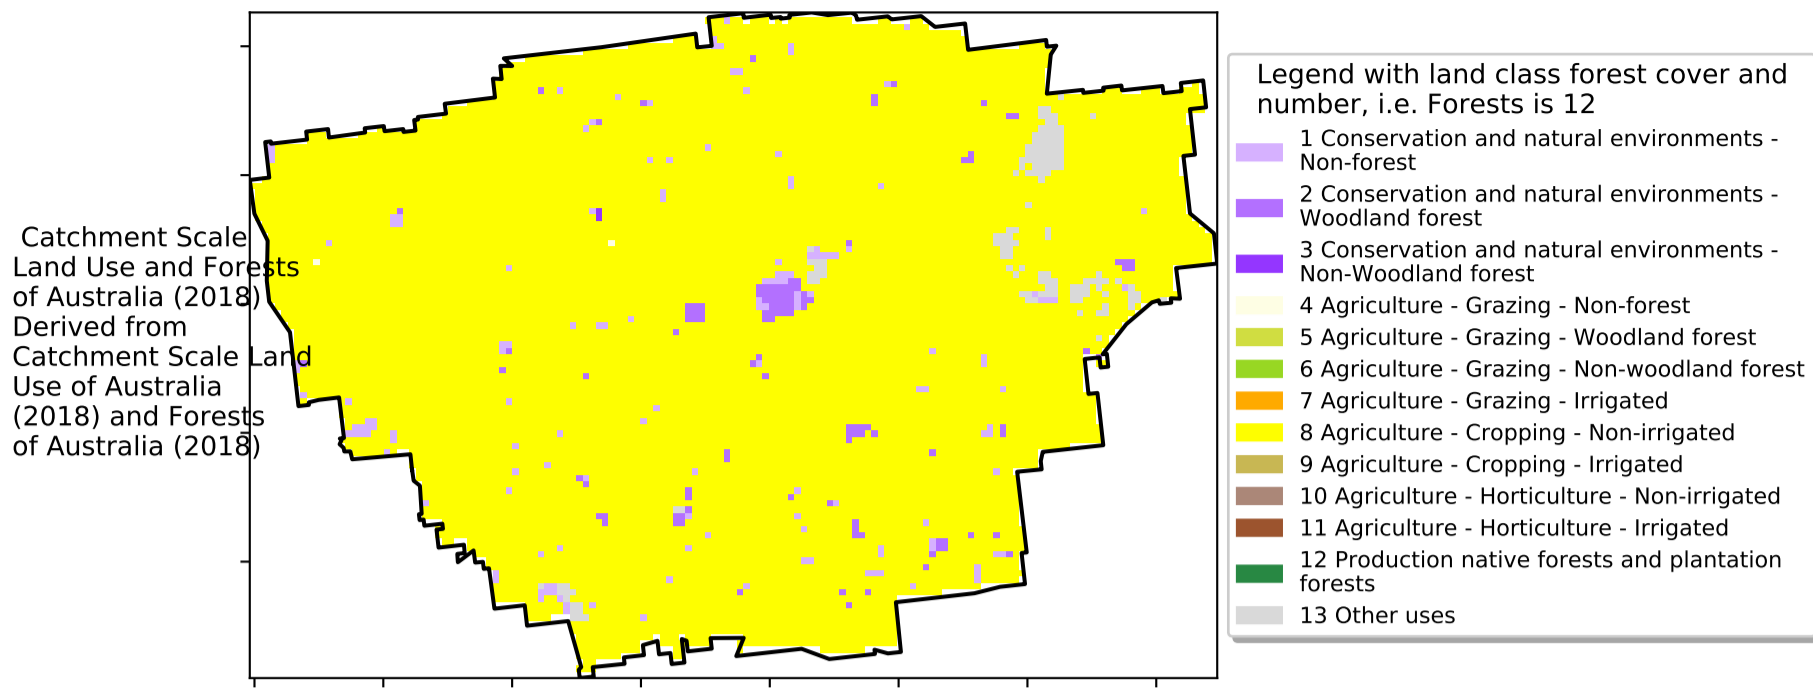 Catchment Scale
Land Use and Forests
of Australia (2018)
Derived from
Catchment Scale Land
Use of Australia
(2018) and Forests
of Australia (2018)
Legend with land class forest cover and
number, i.e. Forests is 12
1 Conservation and natural environments -
Non-forest
2 Conservation and natural environments -
Woodland forest
3 Conservation and natural environments -
Non-Woodland forest
4 Agriculture - Grazing - Non-forest
5 Agriculture - Grazing - Woodland forest
6 Agriculture - Grazing - Non-woodland forest
7 Agriculture - Grazing - Irrigated
8 Agriculture - Cropping - Non-irrigated
9 Agriculture - Cropping - Irrigated
10 Agriculture - Horticulture - Non-irrigated
11 Agriculture - Horticulture - Irrigated
12 Production native forests and plantation
forests
13 Other uses